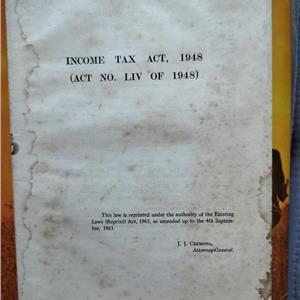 INCOME TAX ACT, 1948
(ACT NO. LIV OF 1948)
This law is reprinted under the authority of the Existing
Laws (Reprint) Act, 1963, as amended up to the 4th Septem-
ber, 1963.
J. J. CREMONA,
Attorney-General.